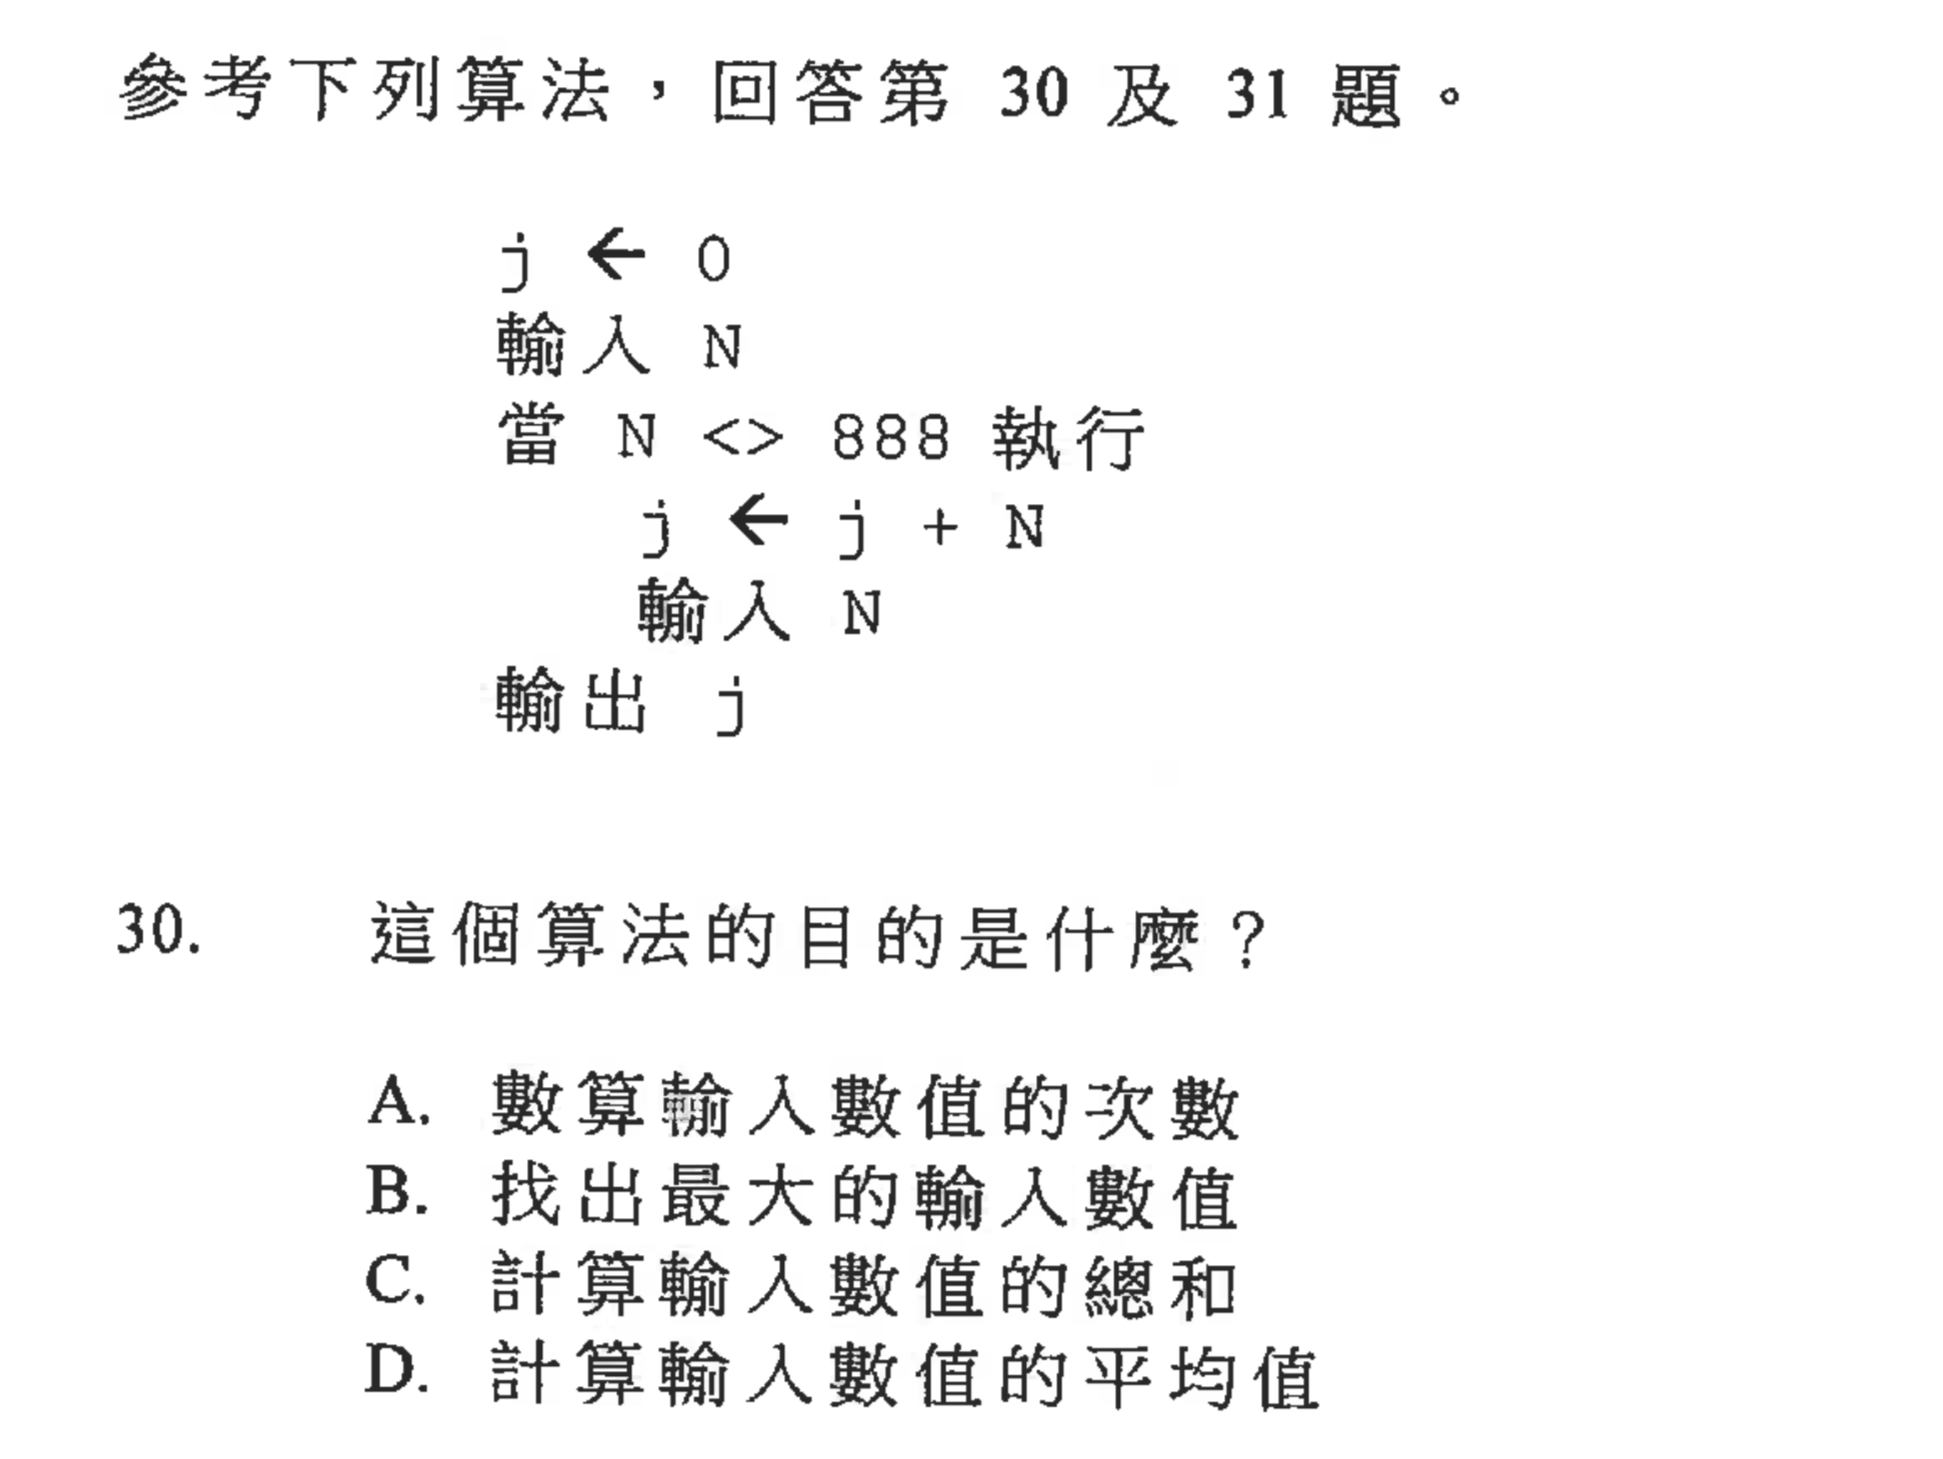 參考下列算法，回答第 30 及 31 題。
j ← 0
輸入 N
當 N <> 888 執行
j ← j + N
輸入 N
輸出 j
30. 這個算法的目的是什麼？
A. 數算輸入數值的次數
B. 找出最大的輸入數值
C. 計算輸入數值的總和
D. 計算輸入數值的平均值